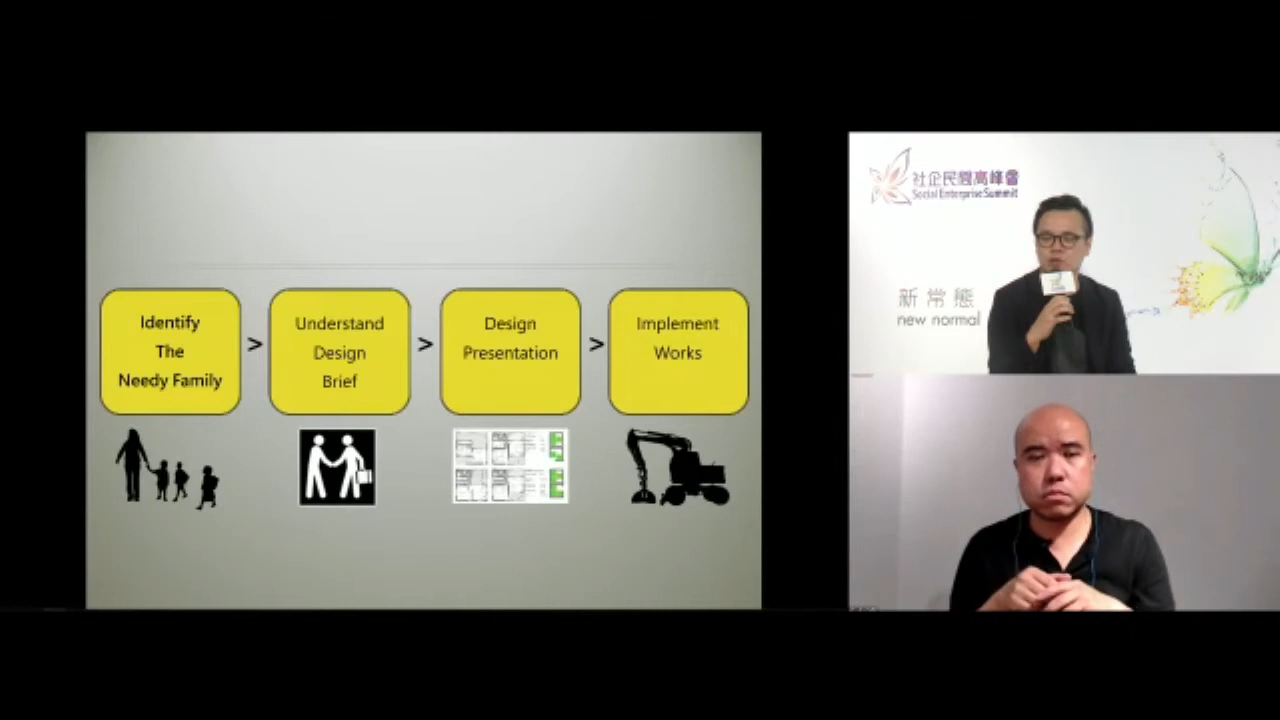 Identify
The
Needy Family
>
Understand
Design
Brief
>
Design
Presentation
>
Implement
Works
社企民間高峰會
Social Enterprise Summit
新常態
new normal